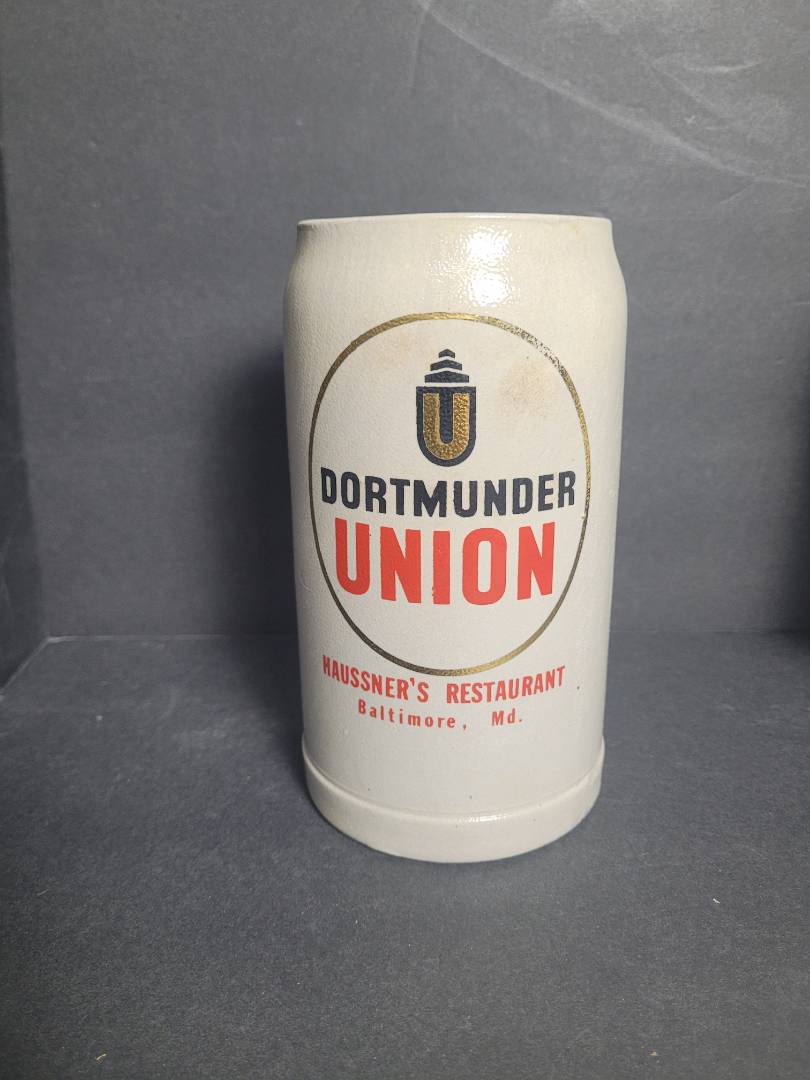 U
DORTMUNDER
UNION
HAUSSNER'S RESTAURANT
Baltimore, Md.